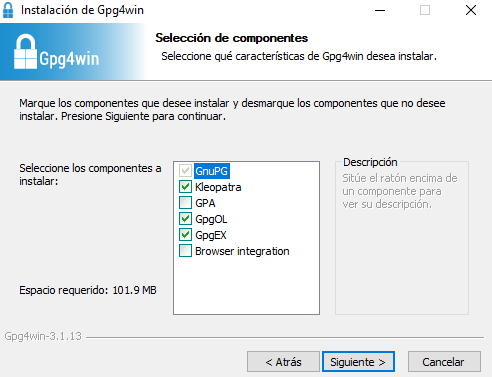 Instalación de Gpg4win
Gpg4win
Selección de componentes
Seleccione qué características de Gpg4win desea instalar.
Marque los componentes que desee instalar y desmarque los componentes que no desee
instalar. Presione Siguiente para continuar.
Seleccione los componentes a
instalar:
GnuPG
Kleopatra
GPA
GpgOL
GpgEX
Browser integration
Descripción
Sitúe el ratón encima de
un componente para
ver su descripción.
Espacio requerido: 101.9 MB
Gpg4win-3.1.13
< Atrás
Siguiente >
Cancelar